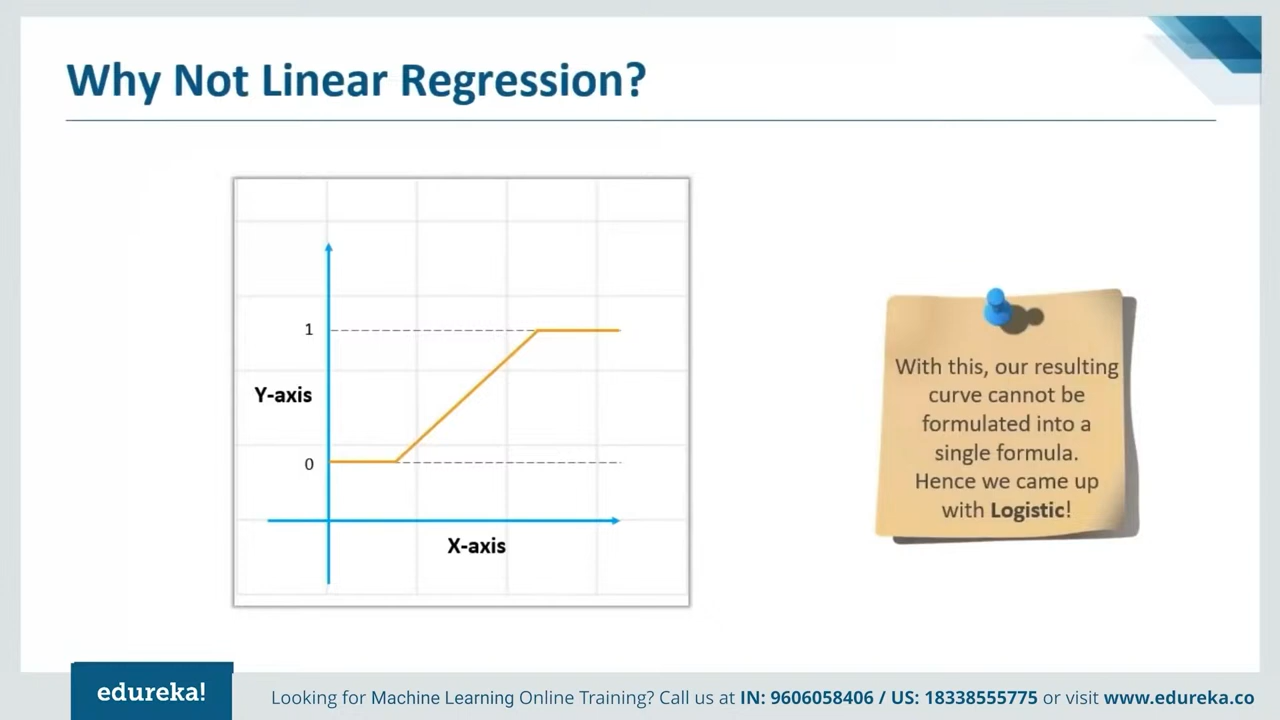 Why Not Linear Regression?
1
Y-axis
0
X-axis
With this, our resulting
curve cannot be
formulated into a
single formula.
Hence we came up
with Logistic!
edureka!
Looking for Machine Learning Online Training? Call us at IN: 9606058406 / US: 18338555775 or visit www.edureka.co